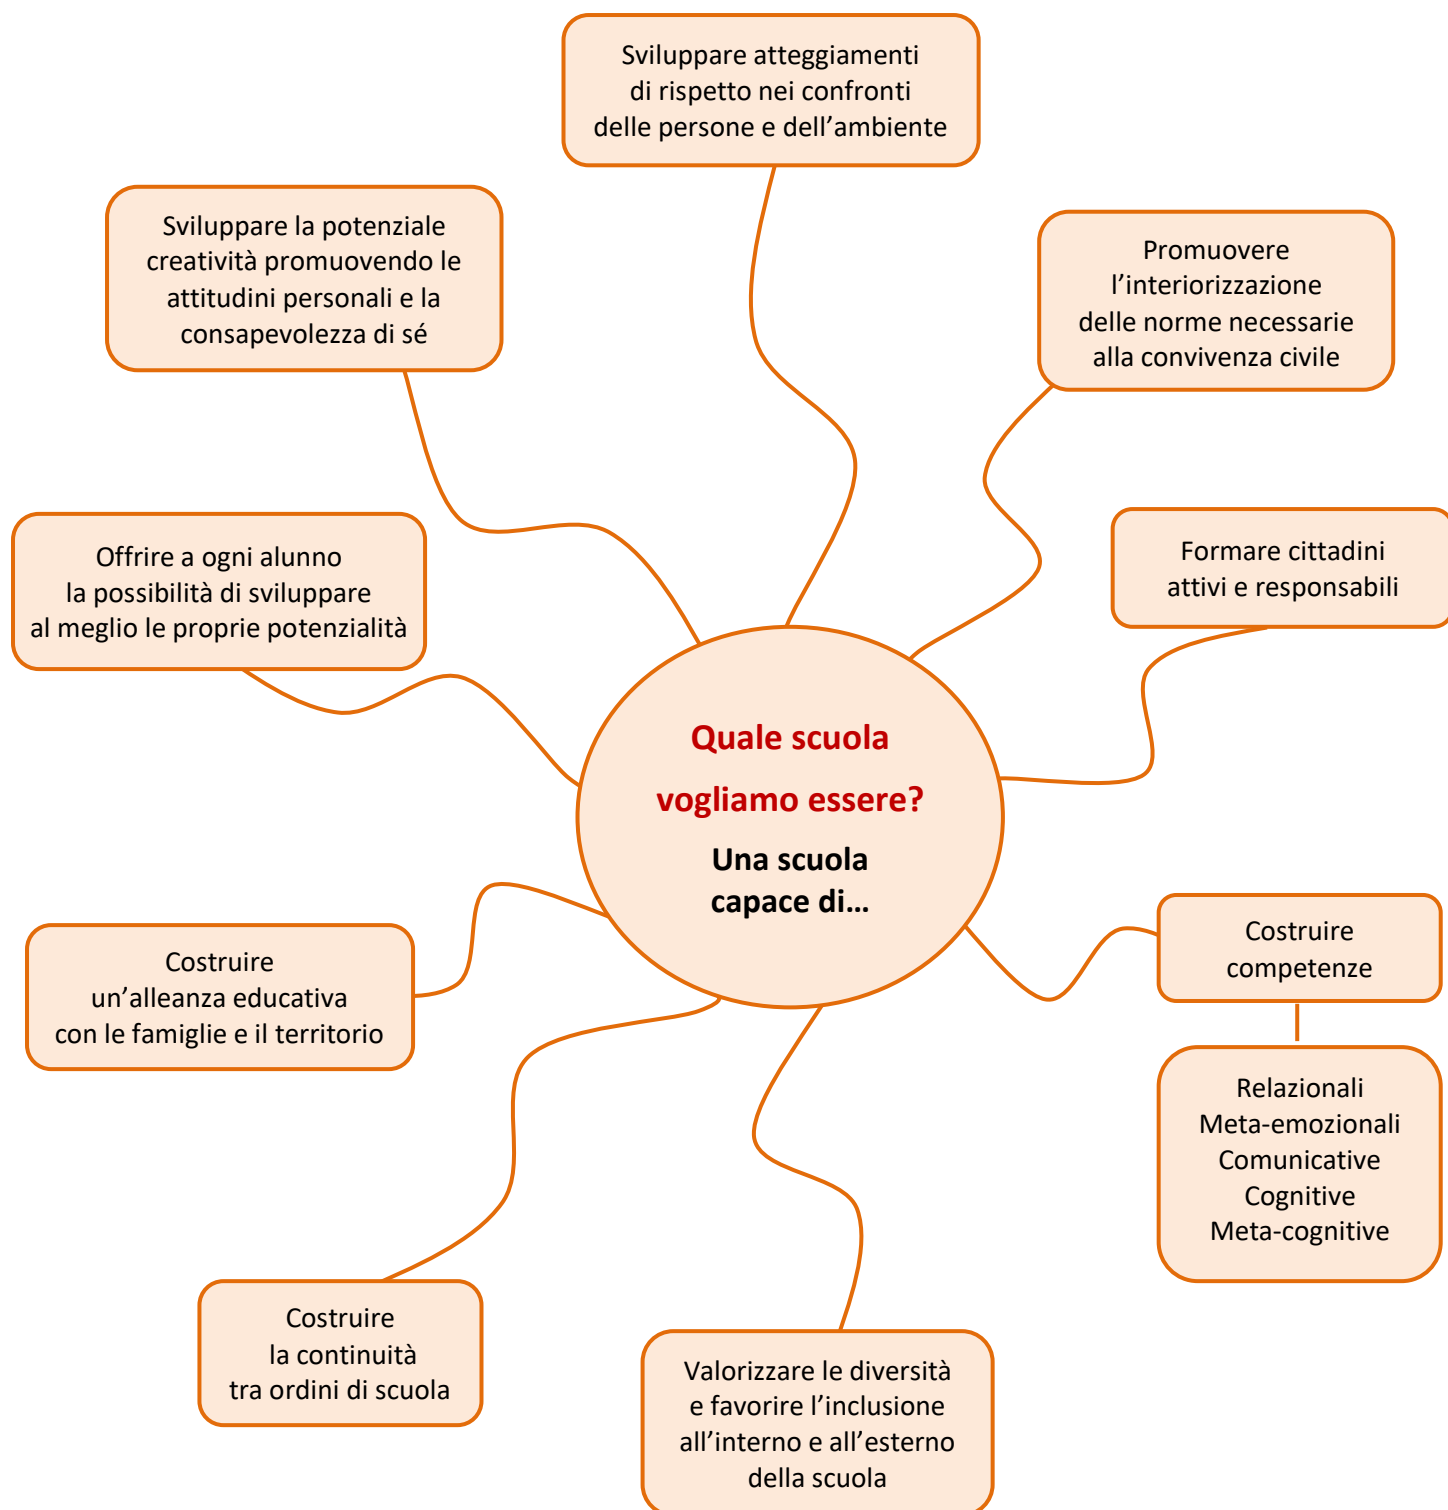 Sviluppare atteggiamenti
di rispetto nei confronti
delle persone e dell’ambiente
Sviluppare la potenziale
creatività promuovendo le
attitudini personali e la
consapevolezza di sé
Promuovere
l’interiorizzazione
delle norme necessarie
alla convivenza civile
Offrire a ogni alunno
la possibilità di sviluppare
al meglio le proprie potenzialità
Formare cittadini
attivi e responsabili
Quale scuola
vogliamo essere?
Una scuola
capace di…
Costruire
un’alleanza educativa
con le famiglie e il territorio
Costruire
competenze
Relazionali
Meta-emozionali
Comunicative
Cognitive
Meta-cognitive
Costruire
la continuità
tra ordini di scuola
Valorizzare le diversità
e favorire l’inclusione
all’interno e all’esterno
della scuola